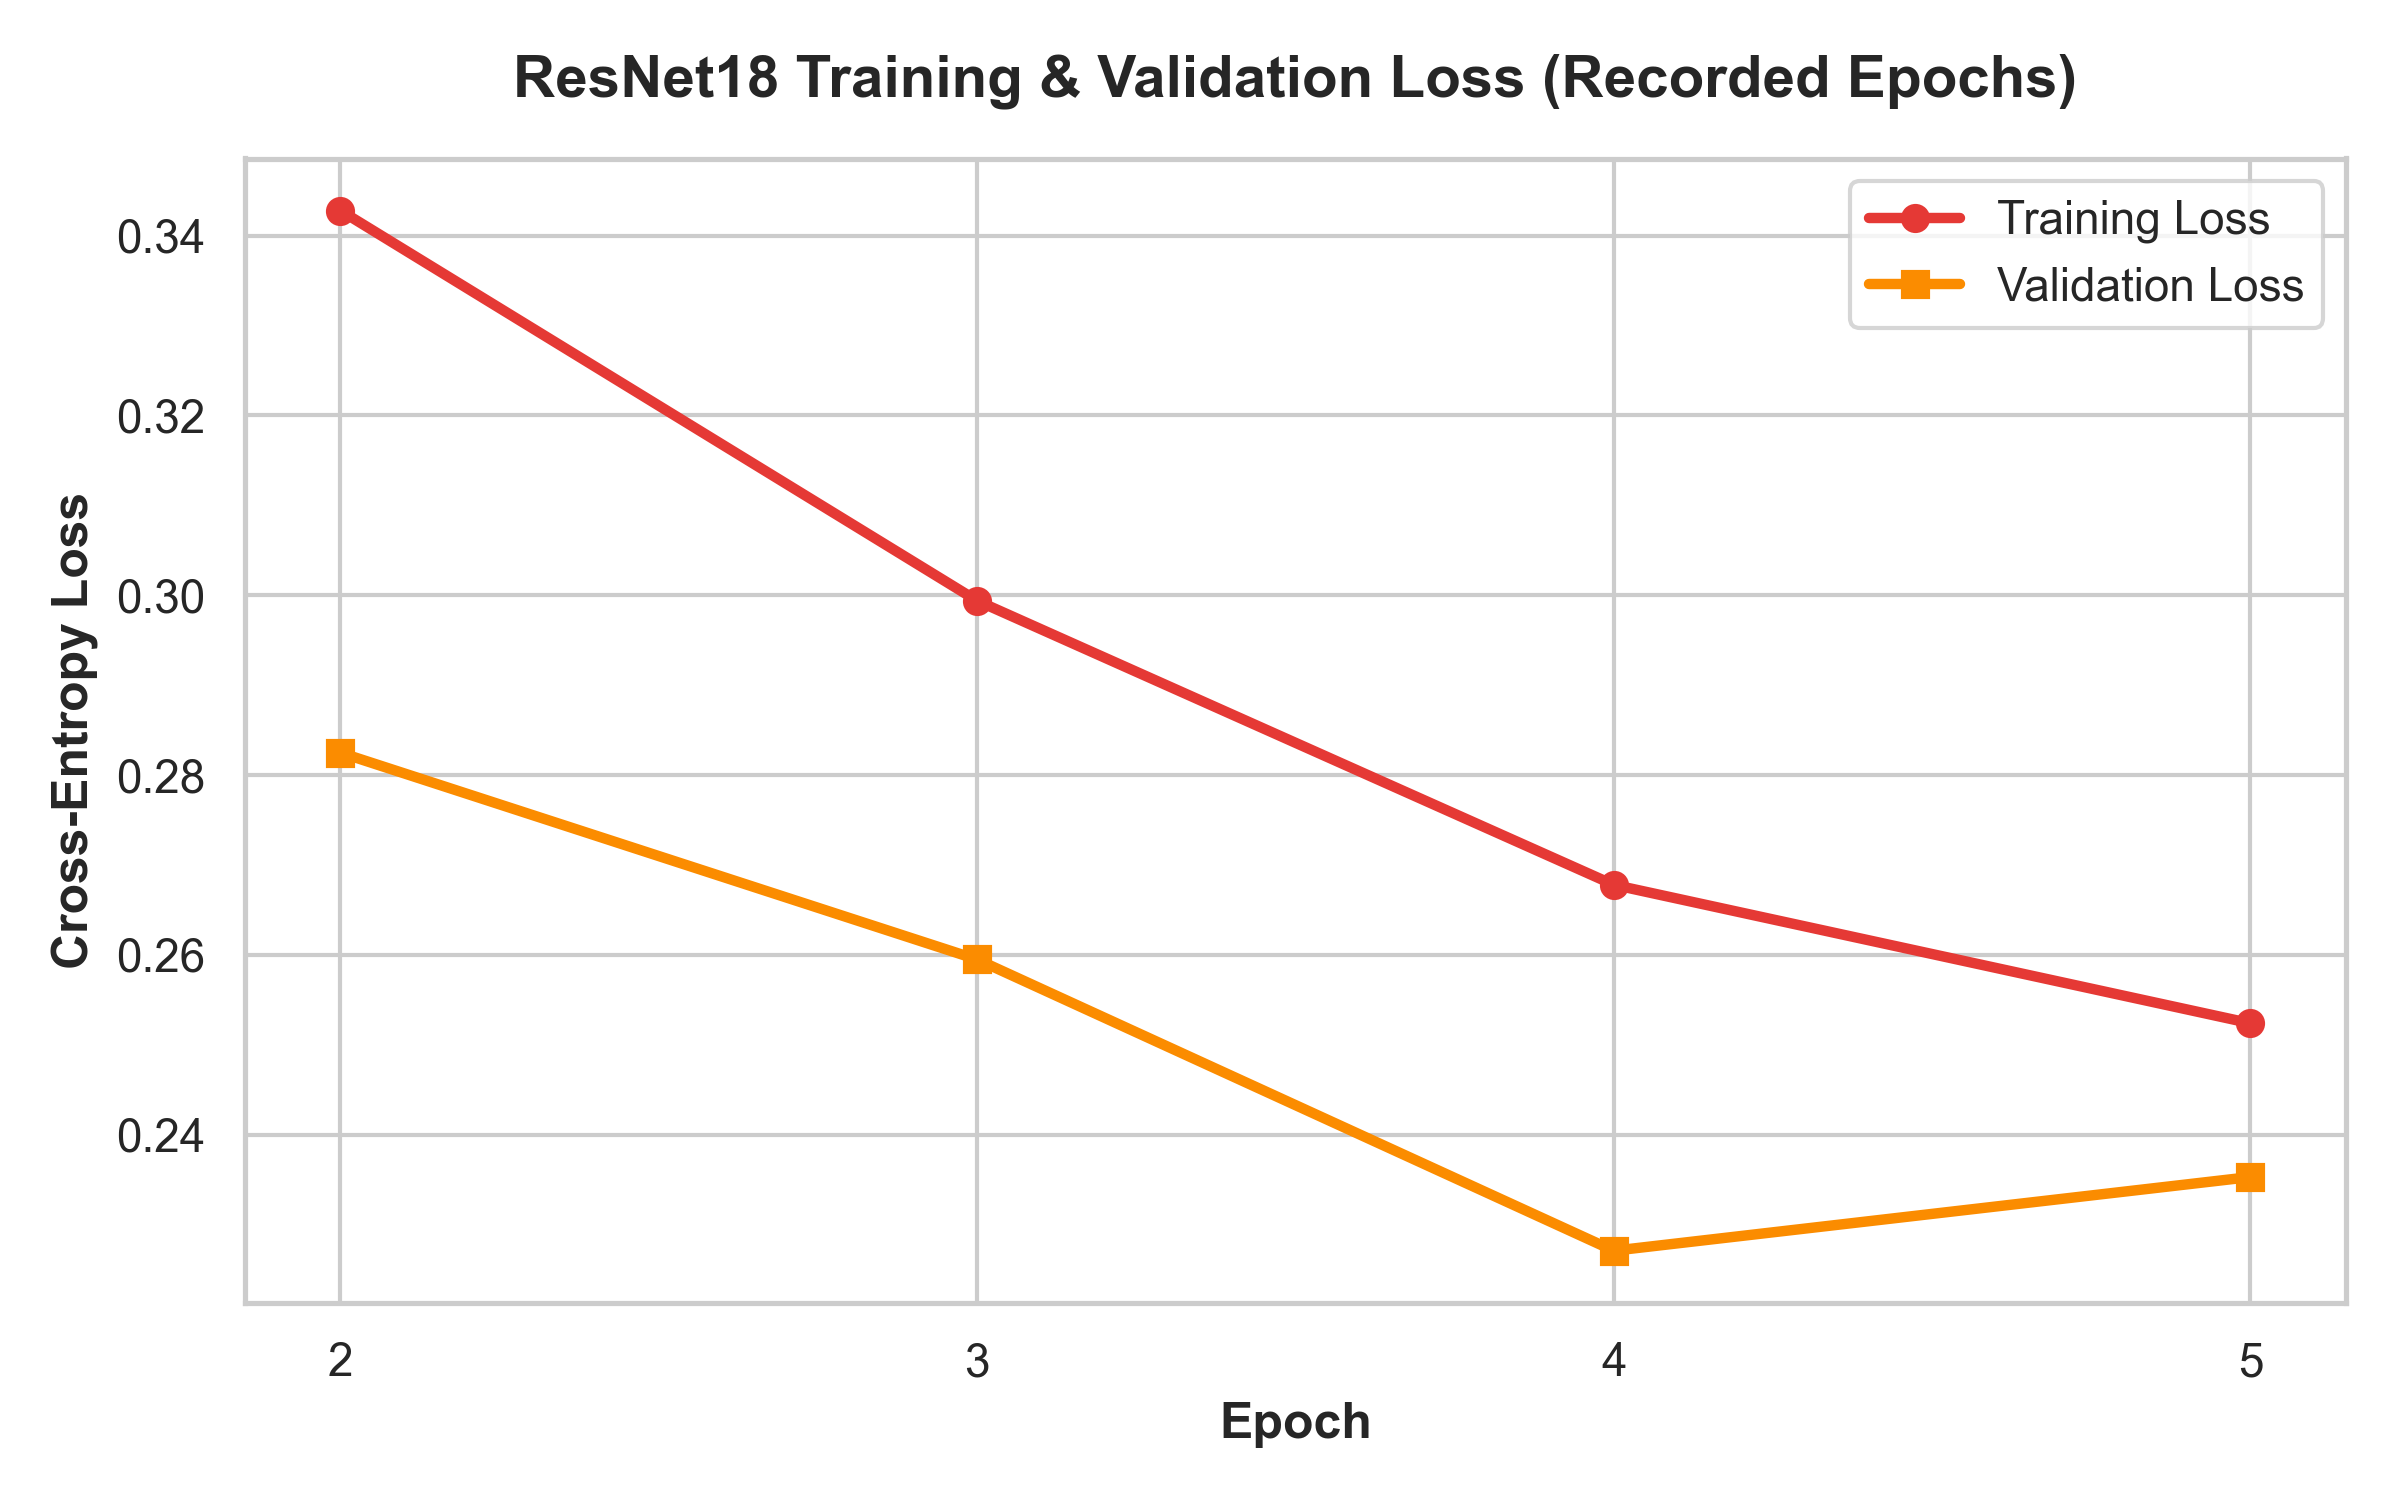 ResNet18 Training & Validation Loss (Recorded Epochs)
Training Loss
Validation Loss
Cross-Entropy Loss
0.34
0.32
0.30
0.28
0.26
0.24
2 3 4 5
Epoch